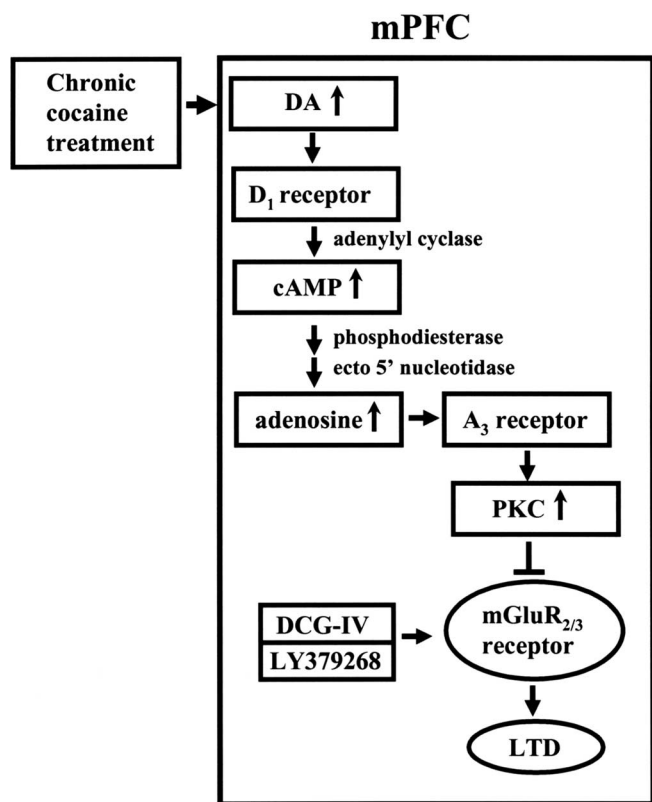 mPFC
Chronic
cocaine
treatment
DA
D₁ receptor
adenylyl cyclase
cAMP
phosphodiesterase
ecto 5’ nucleotidase
adenosine
A₃ receptor
PKC
DCG-IV
LY379268
mGluR₂/₃
receptor
LTD